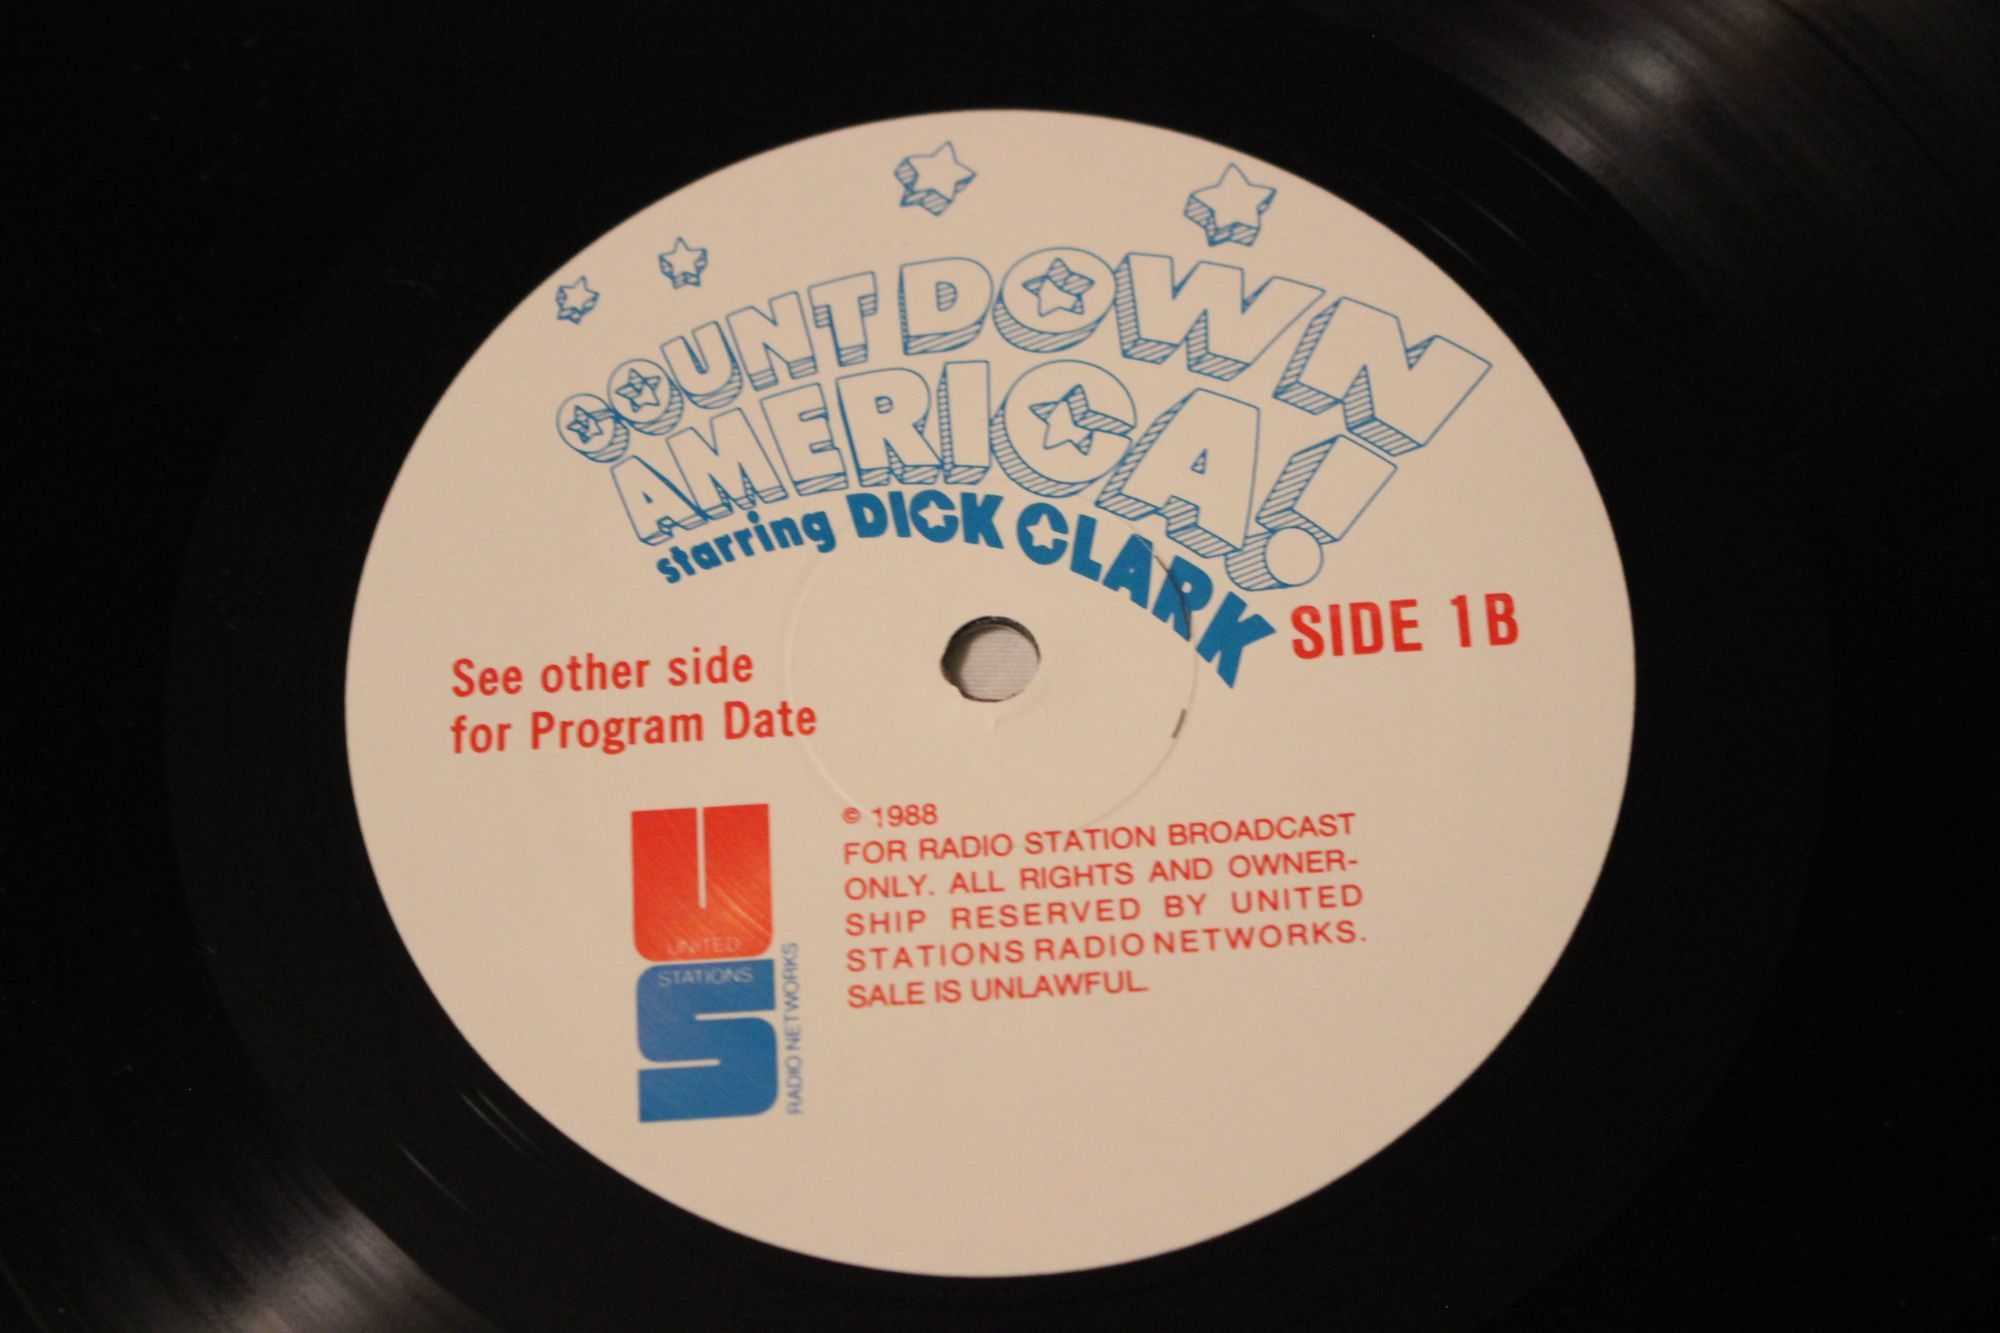 COUNTDOWN
AMERICA!
starring DICK CLARK
SIDE 1B
See other side
for Program Date
US
UNITED
STATIONS
RADIO NETWORKS
© 1988
FOR RADIO STATION BROADCAST
ONLY. ALL RIGHTS AND OWNER-
SHIP RESERVED BY UNITED
STATIONS RADIO NETWORKS.
SALE IS UNLAWFUL.